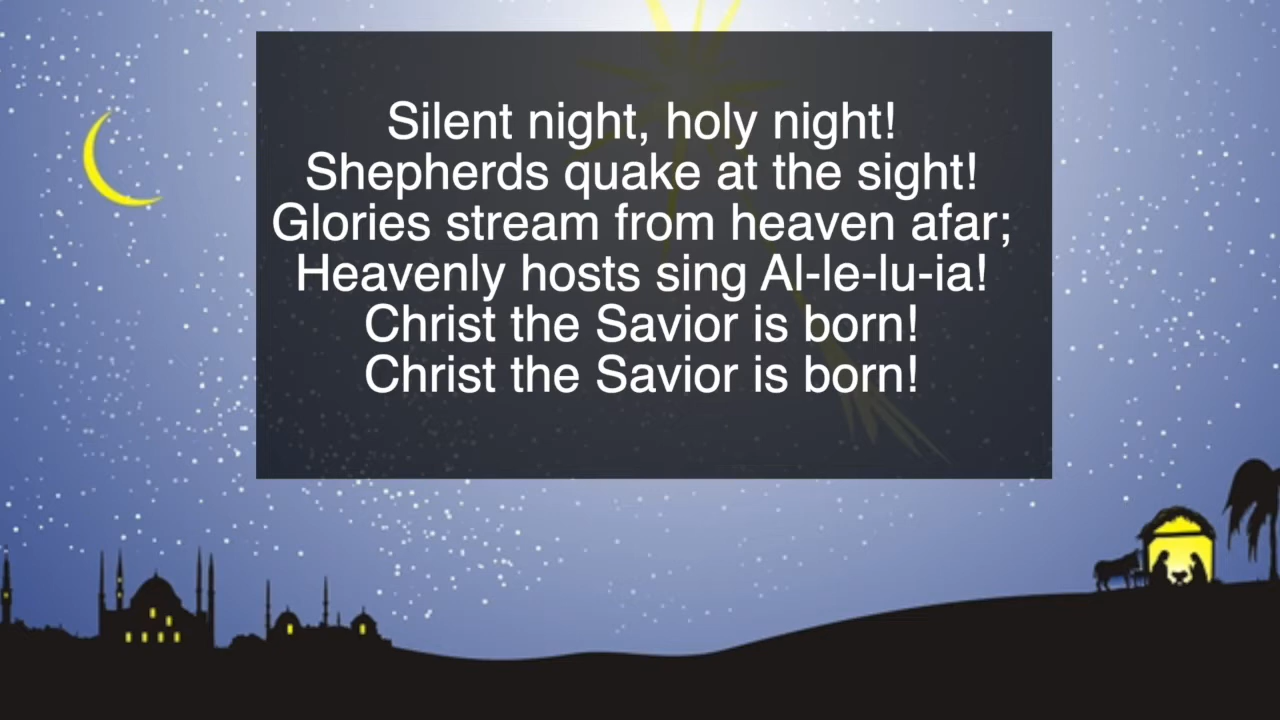 Silent night, holy night!
Shepherds quake at the sight!
Glories stream from heaven afar;
Heavenly hosts sing Al-le-lu-ia!
Christ the Savior is born!
Christ the Savior is born!